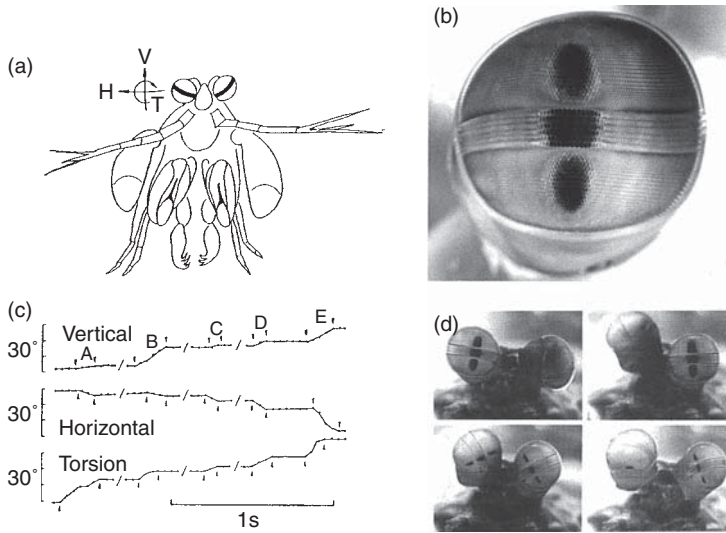 (a)
V
H
T
(b)
(c)
Vertical
30°
A
B
C
D
E
Horizontal
30°
Torsion
30°
1s
(d)